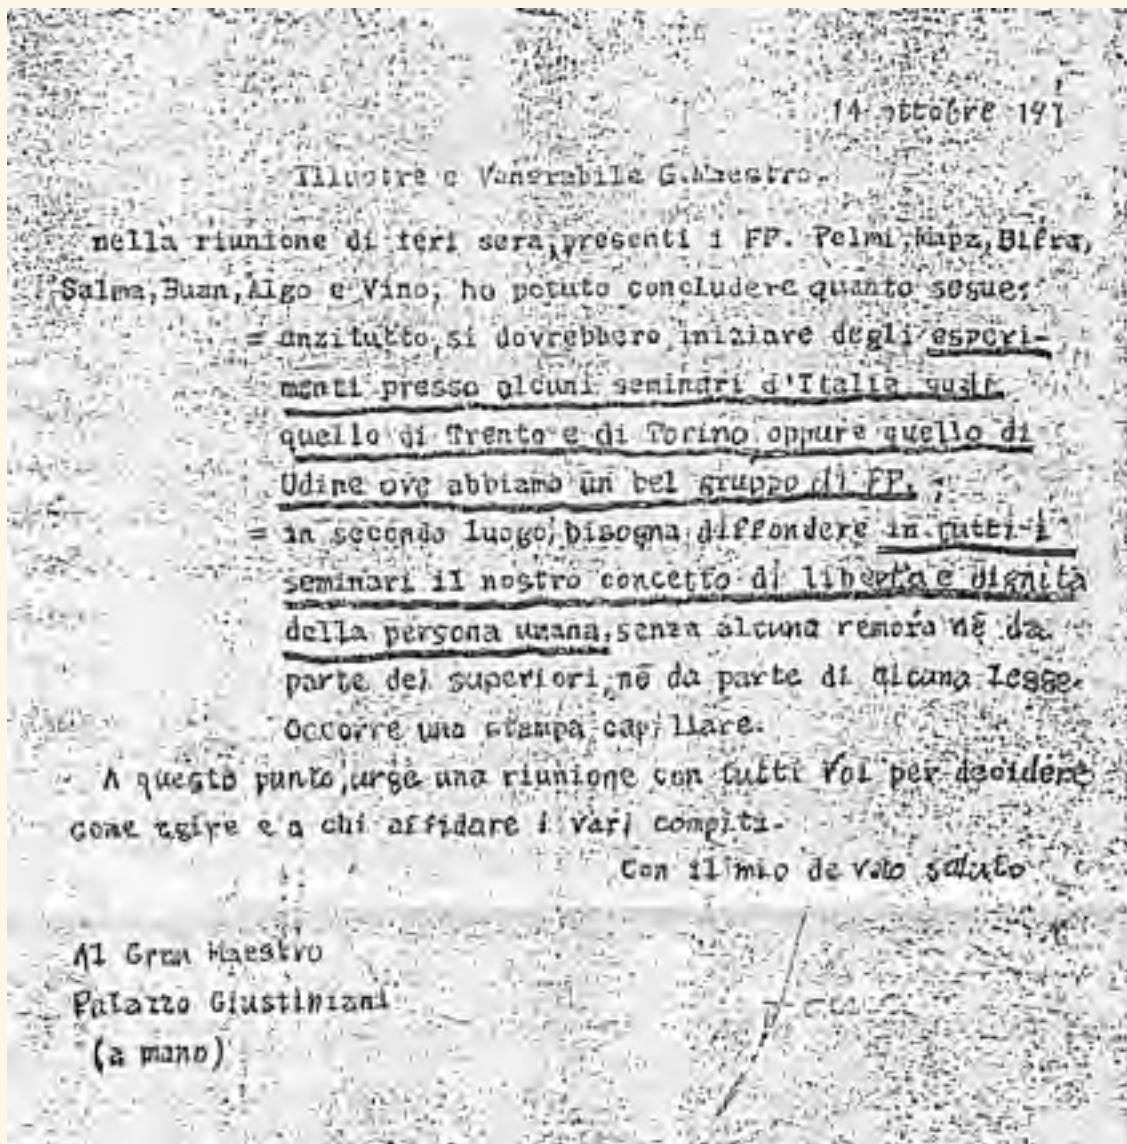 14 ottobre 197
Illustre e Venerabile G.Maestro.
nella riunione di ieri sera, presenti i FF. Pelmi, Mapa, Bifra,
Salma, Buan, Algo e Vino, ho potuto concludere quanto segue:
= anzitutto, si dovrebbero iniziare degli esperi-
menti presso alcuni seminari d'Italia quali
quello di Trento e di Torino oppure quello di
Udine ove abbiamo un bel gruppo di FF.
= in secondo luogo, bisogna diffondere in tutti i
seminari il nostro concetto di libertà e dignità
della persona umana, senza alcuna remora nè da
parte dei superiori, nè da parte di alcuna legge.
Occorre una stampa capillare.
A questo punto, urge una riunione con tutti Voi per decidere
come agire e a chi affidare i vari compiti.
Con il mio devoto saluto
Al Gran Maestro
Palazzo Giustiniani
(a mano)